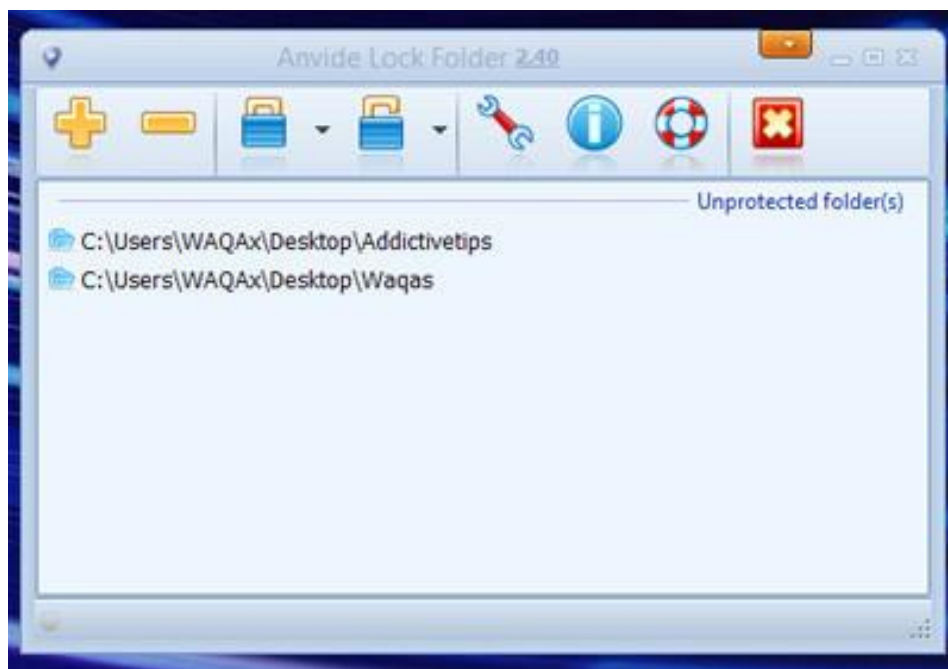 Anvide Lock Folder 2.40
Unprotected folder(s)
C:\Users\WAQAx\Desktop\Addictivetips
C:\Users\WAQAx\Desktop\Waqas